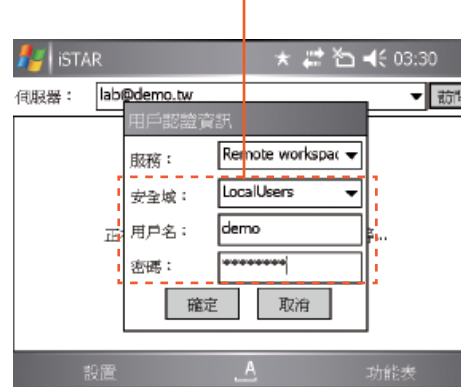 iSTAR 03:30
伺服器： lab@demo.tw
用戶認證資訊
服務： Remote workspac
安全域： LocalUsers
用戶名： demo
密碼： ********
確定 取消
設置 A 功能表